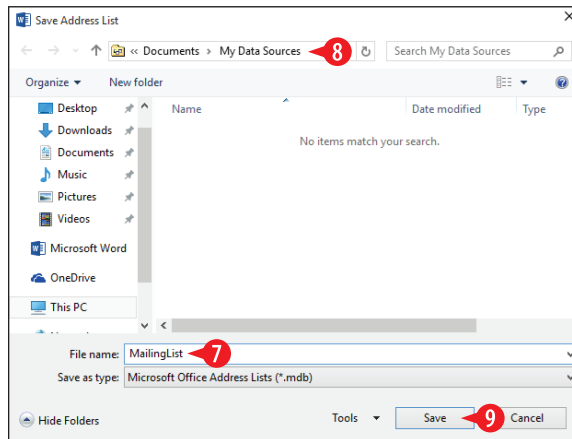 Save Address List
« Documents › My Data Sources 8 Search My Data Sources
Organize New folder
Name Date modified Type
No items match your search.
Desktop
Downloads
Documents
Music
Pictures
Videos
Microsoft Word
OneDrive
This PC
File name: MailingList 7
Save as type: Microsoft Office Address Lists (*.mdb)
Hide Folders Tools Save 9 Cancel